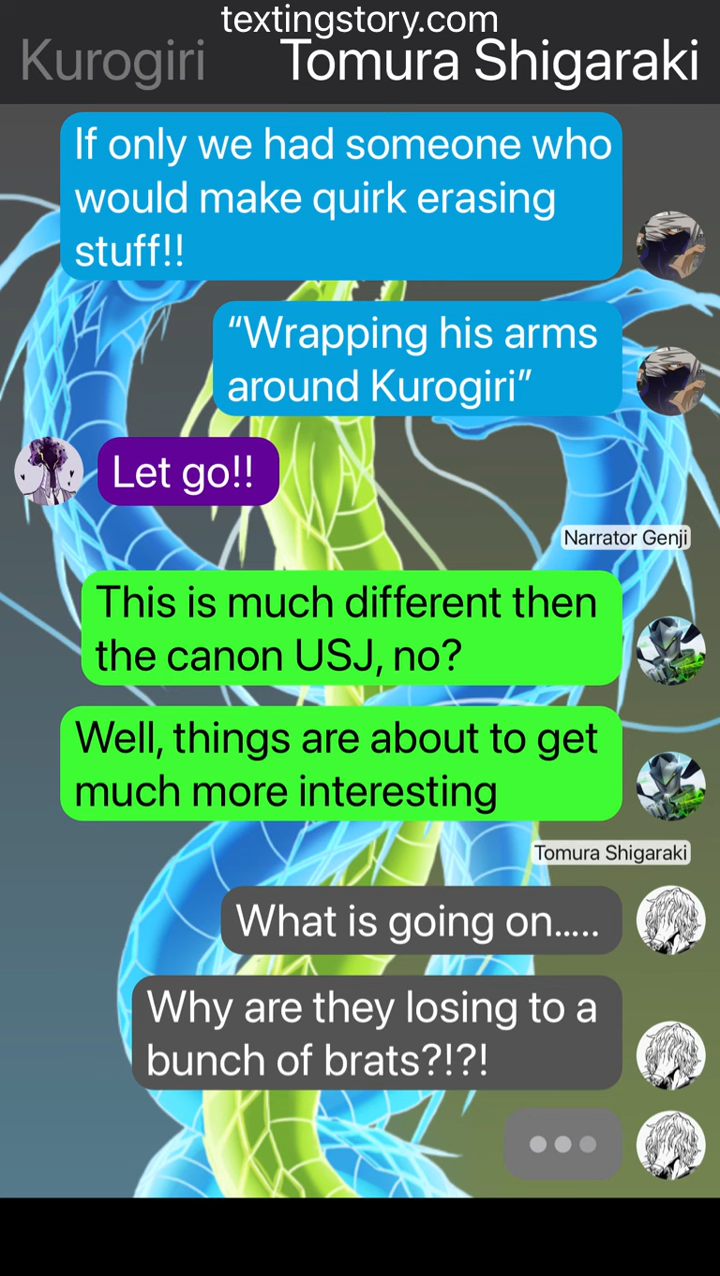 textingstory.com
Kurogiri Tomura Shigaraki
If only we had someone who
would make quirk erasing
stuff!!
“Wrapping his arms
around Kurogiri”
Let go!!
Narrator Genji
This is much different then
the canon USJ, no?
Well, things are about to get
much more interesting
Tomura Shigaraki
What is going on.....
Why are they losing to a
bunch of brats?!?!